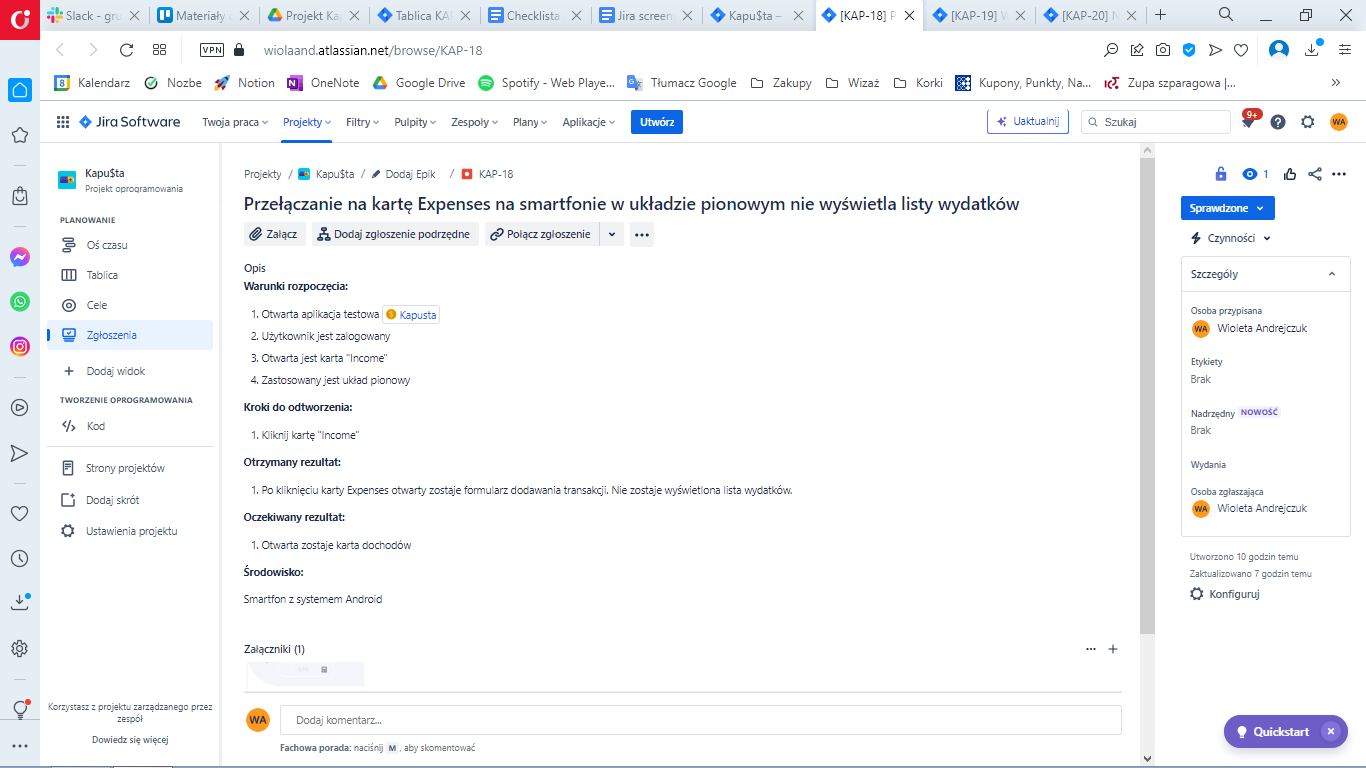 Slack - gru
Materiały u
Projekt Kap
Tablica KAP
Checklista
Jira screen
Kapu$ta –
[KAP-18] P
[KAP-19] W
[KAP-20] N
VPN
wiolaand.atlassian.net/browse/KAP-18
Kalendarz
Nozbe
Notion
OneNote
Google Drive
Spotify - Web Playe...
Tłumacz Google
Zakupy
Wizaż
Korki
Kupony, Punkty, Na...
Zupa szparagowa |...
Jira Software
Twoja praca
Projekty
Filtry
Pulpity
Zespoły
Plany
Aplikacje
Utwórz
Uaktualnij
Szukaj
9+
WA
Kapu$ta
Projekt oprogramowania
PLANOWANIE
Oś czasu
Tablica
Cele
Zgłoszenia
Dodaj widok
TWORZENIE OPROGRAMOWANIA
Kod
Strony projektów
Dodaj skrót
Ustawienia projektu
Korzystasz z projektu zarządzanego przez
zespół
Dowiedz się więcej
Projekty / Kapu$ta / Dodaj Epik / KAP-18
Przełączanie na kartę Expenses na smartfonie w układzie pionowym nie wyświetla listy wydatków
Załącz
Dodaj zgłoszenie podrzędne
Połącz zgłoszenie
Opis
Warunki rozpoczęcia:
1. Otwarta aplikacja testowa Kapusta
2. Użytkownik jest zalogowany
3. Otwarta jest karta "Income"
4. Zastosowany jest układ pionowy
Kroki do odtworzenia:
1. Kliknij kartę "Income"
Otrzymany rezultat:
1. Po kliknięciu karty Expenses otwarty zostaje formularz dodawania transakcji. Nie zostaje wyświetlona lista wydatków.
Oczekiwany rezultat:
1. Otwarta zostaje karta dochodów
Środowisko:
Smartfon z systemem Android
Załączniki (1)
WA
Dodaj komentarz...
Fachowa porada: naciśnij M , aby skomentować
1
Sprawdzone
Czynności
Szczegóły
Osoba przypisana
WA Wioleta Andrejczuk
Etykiety
Brak
Nadrzędny NOWOŚĆ
Brak
Wydania
Osoba zgłaszająca
WA Wioleta Andrejczuk
Utworzono 10 godzin temu
Zaktualizowano 7 godzin temu
Konfiguruj
Quickstart